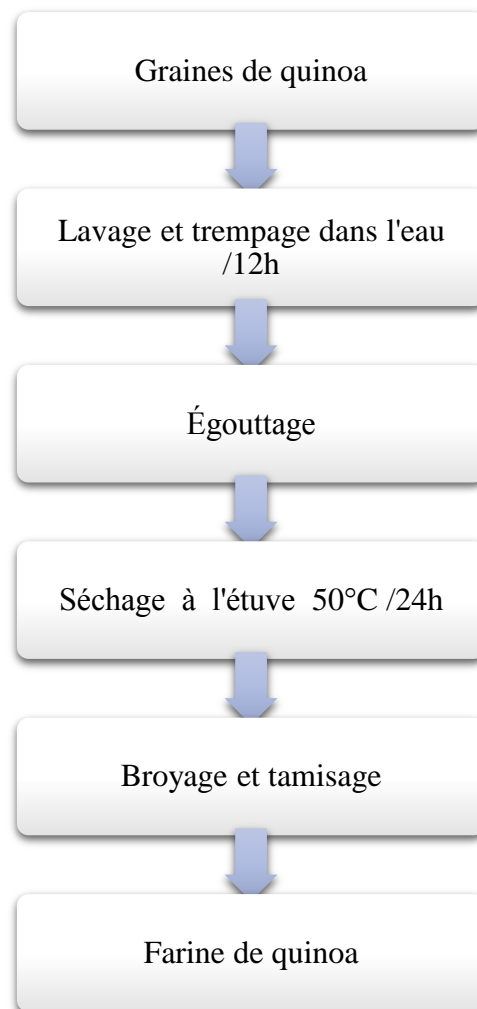 Graines de quinoa
Lavage et trempage dans l'eau
/12h
Égouttage
Séchage à l'étuve 50°C /24h
Broyage et tamisage
Farine de quinoa